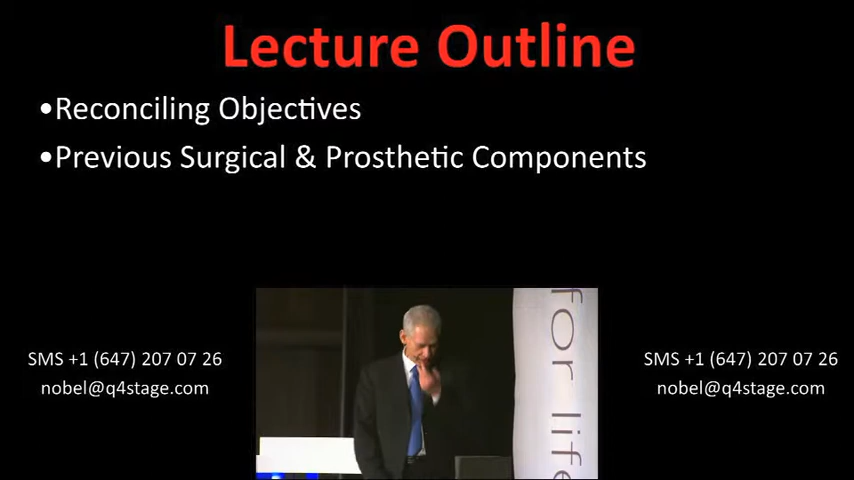 Lecture Outline
•Reconciling Objectives
•Previous Surgical & Prosthetic Components
SMS +1 (647) 207 07 26
nobel@q4stage.com
for life
SMS +1 (647) 207 07 26
nobel@q4stage.com